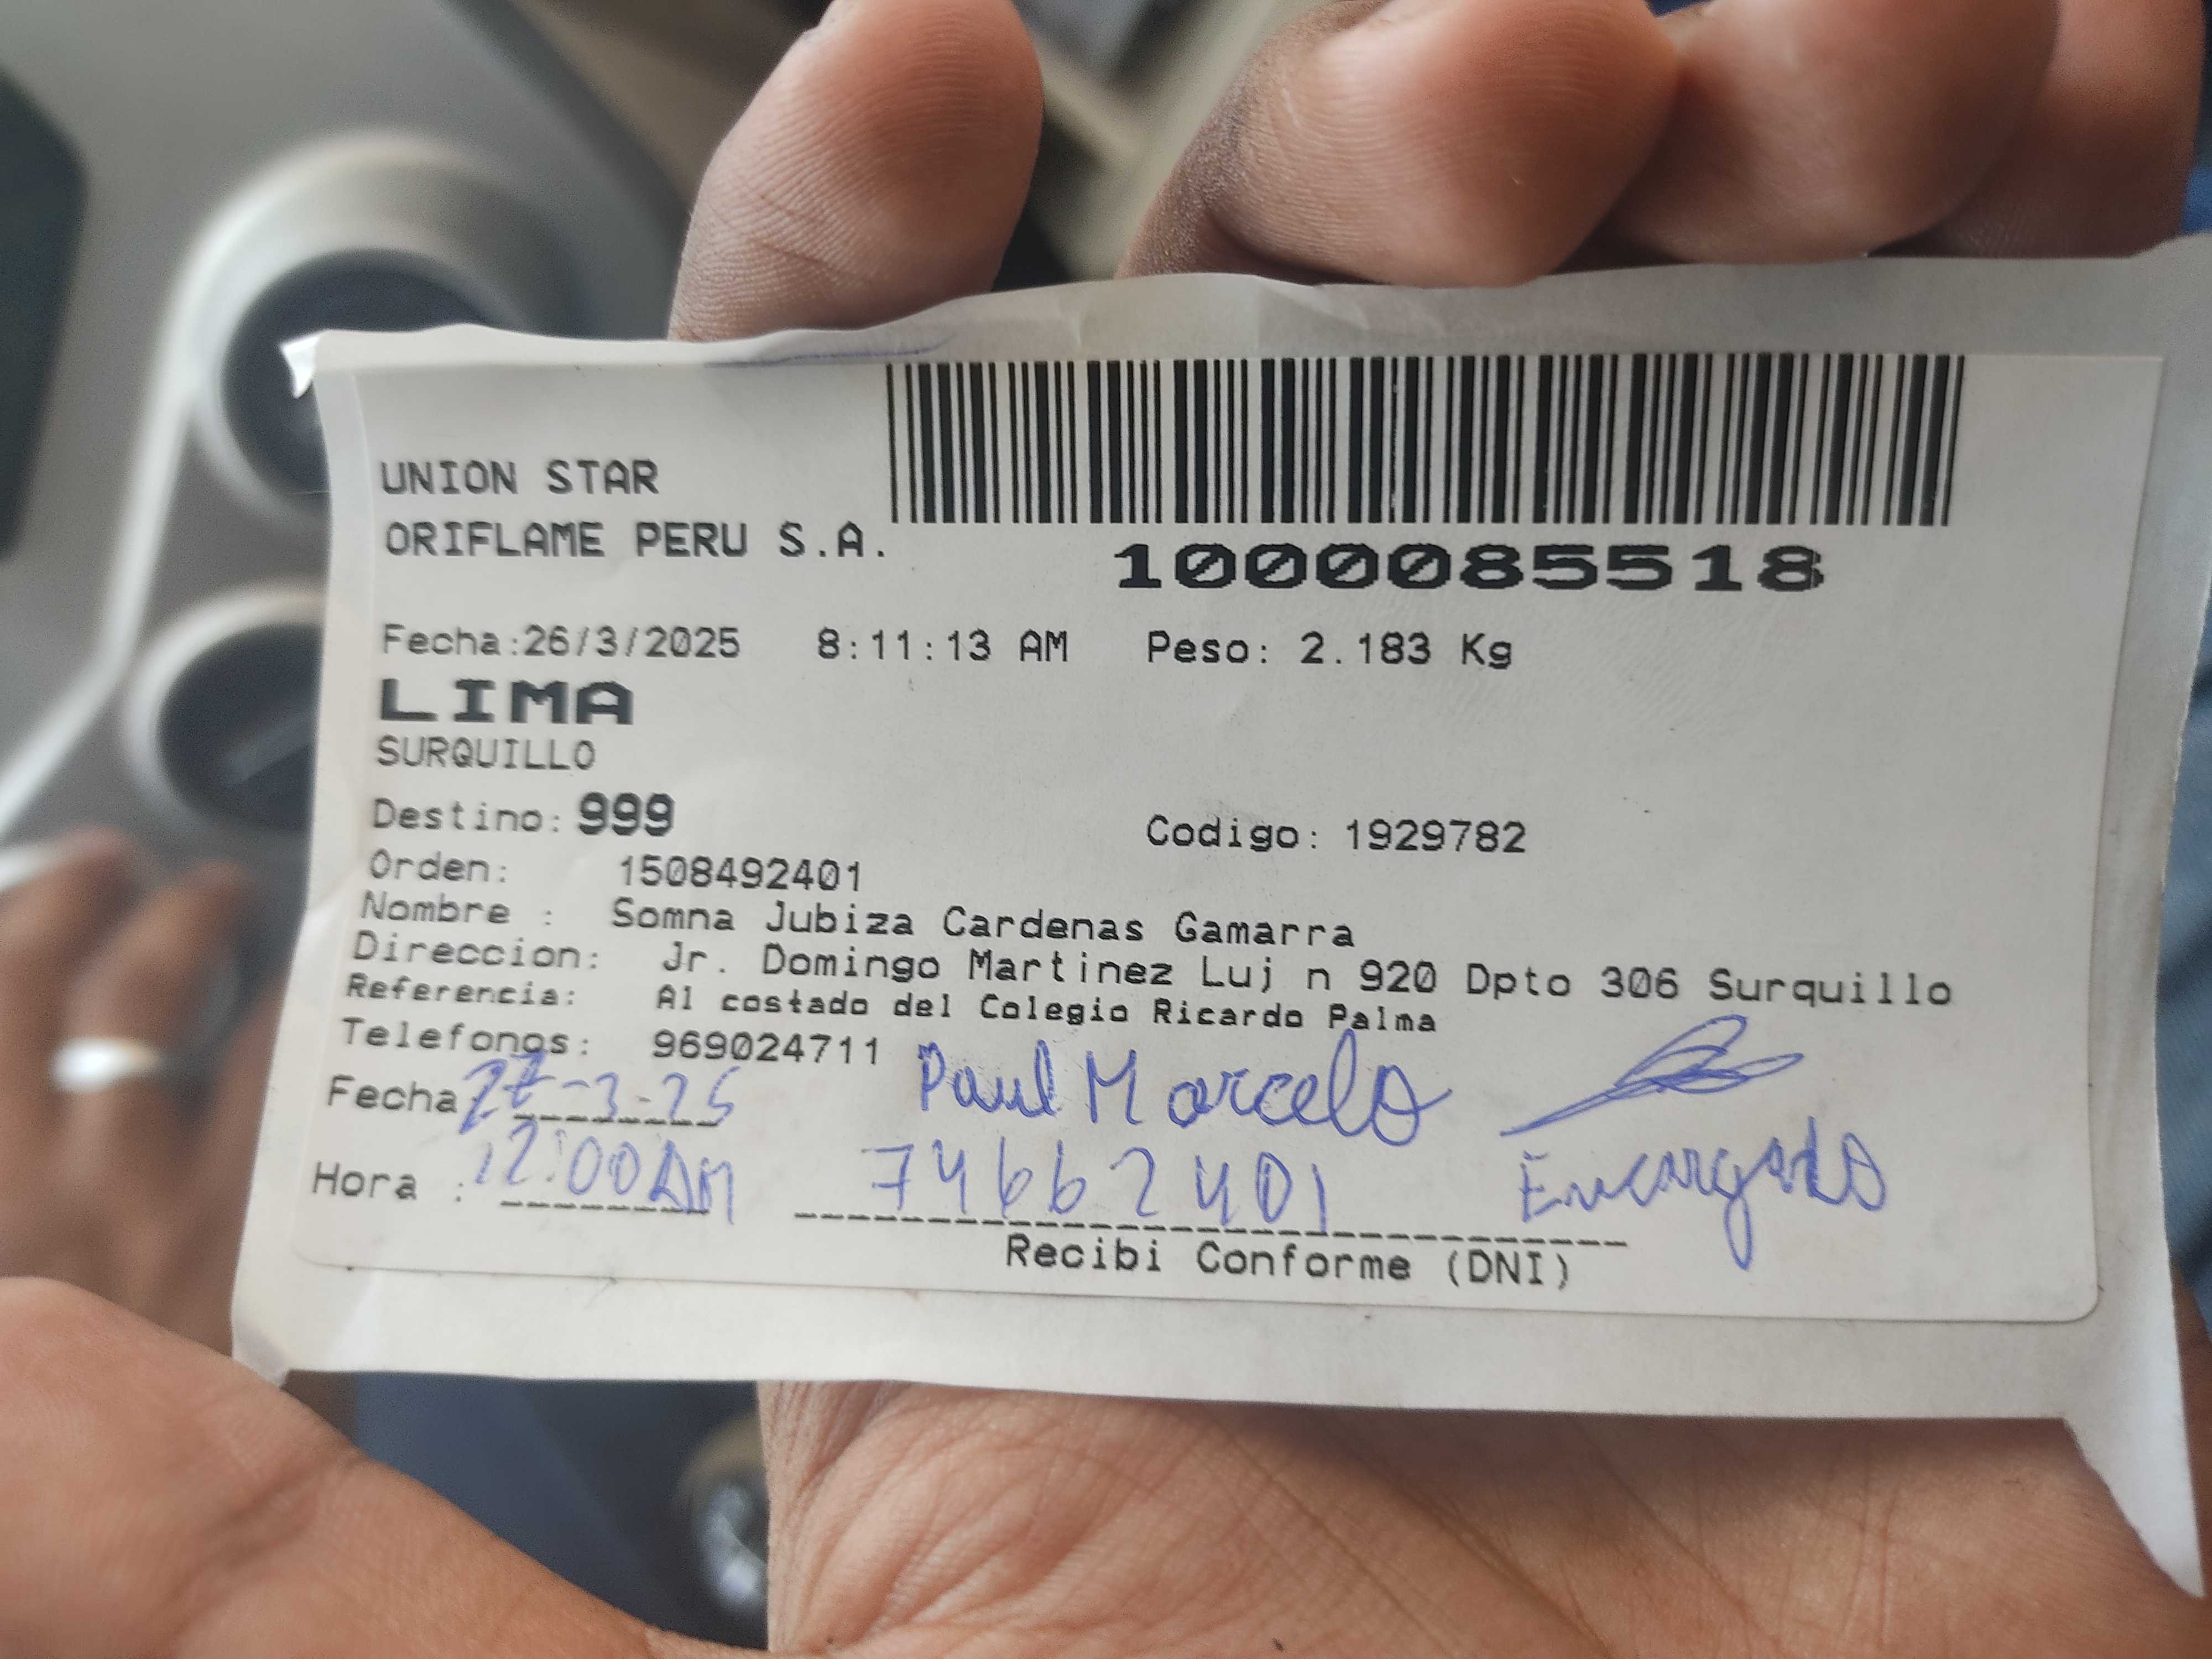 UNION STAR
ORIFLAME PERU S.A.
1000085518
Fecha:26/3/2025 8:11:13 AM Peso: 2.183 Kg
LIMA
SURQUILLO
Destino: 999 Codigo: 1929782
Orden: 1508492401
Nombre : Somna Jubiza Cardenas Gamarra
Direccion: Jr. Domingo Martinez Luj n 920 Dpto 306 Surquillo
Referencia: Al costado del Colegio Ricardo Palma
Telefonos: 969024711
Fecha: 27-3-25 Paul Marcelo
Hora : 12:00 AM 74662401 Encargado
Recibi Conforme (DNI)